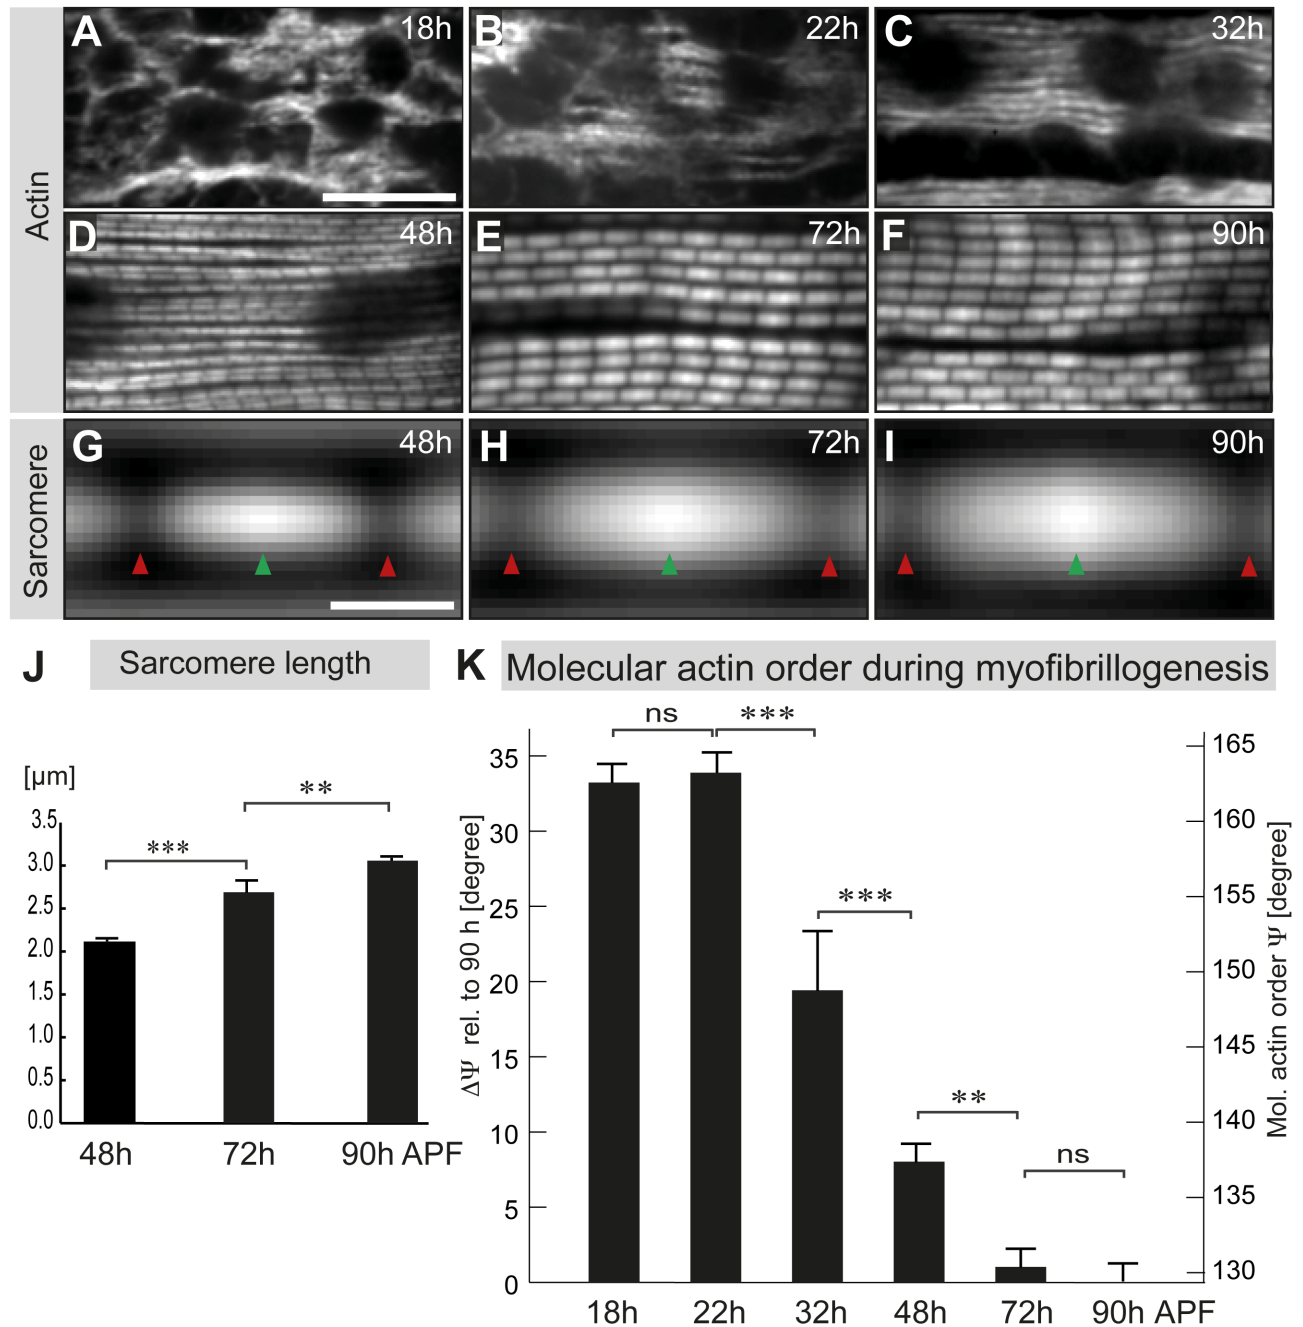 Actin
A 18h
B 22h
C 32h
D 48h
E 72h
F 90h
Sarcomere
G 48h
H 72h
I 90h
J Sarcomere length
[µm]
3.5
3.0
2.5
2.0
1.5
1.0
0.5
0.0
***
**
48h 72h 90h APF
K Molecular actin order during myofibrillogenesis
ΔΨ rel. to 90 h [degree]
35
30
25
20
15
10
5
0
ns
***
***
**
ns
165
160
155
150
145
140
135
130
Mol. actin order Ψ [degree]
18h 22h 32h 48h 72h 90h APF